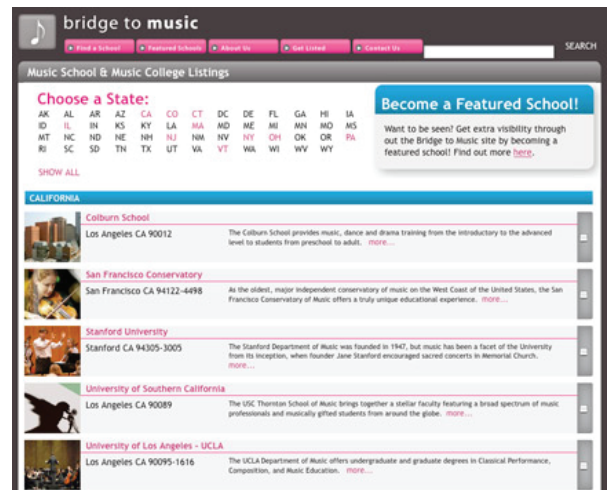 bridge to music
Find a School Featured Schools About Us Get Listed Contact Us SEARCH
Music School & Music College Listings
Choose a State:
AK AL AR AZ CA CO CT DC DE FL GA HI IA
ID IL IN KS KY LA MA MD ME MI MN MO MS
MT NC ND NE NH NJ NM NV NY OH OK OR PA
RI SC SD TN TX UT VA VT WA WI WV WY
SHOW ALL
Become a Featured School!
Want to be seen? Get extra visibility through
out the Bridge to Music site by becoming a
featured school! Find out more here.
CALIFORNIA
Colburn School
Los Angeles CA 90012
The Colburn School provides music, dance and drama training from the introductory to the advanced
level to students from preschool to adult. more...
San Francisco Conservatory
San Francisco CA 94122-4498
As the oldest, major independent conservatory of music on the West Coast of the United States, the San
Francisco Conservatory of Music offers a truly unique educational experience. more...
Stanford University
Stanford CA 94305-3005
The Stanford Department of Music was founded in 1947, but music has been a facet of the University
from its inception, when founder Jane Stanford encouraged sacred concerts in Memorial Church.
more...
University of Southern California
Los Angeles CA 90089
The USC Thornton School of Music brings together a stellar faculty featuring a broad spectrum of music
professionals and musically gifted students from around the globe. more...
University of Los Angeles - UCLA
Los Angeles CA 90095-1616
The UCLA Department of Music offers undergraduate and graduate degrees in Classical Performance,
Composition, and Music Education. more...